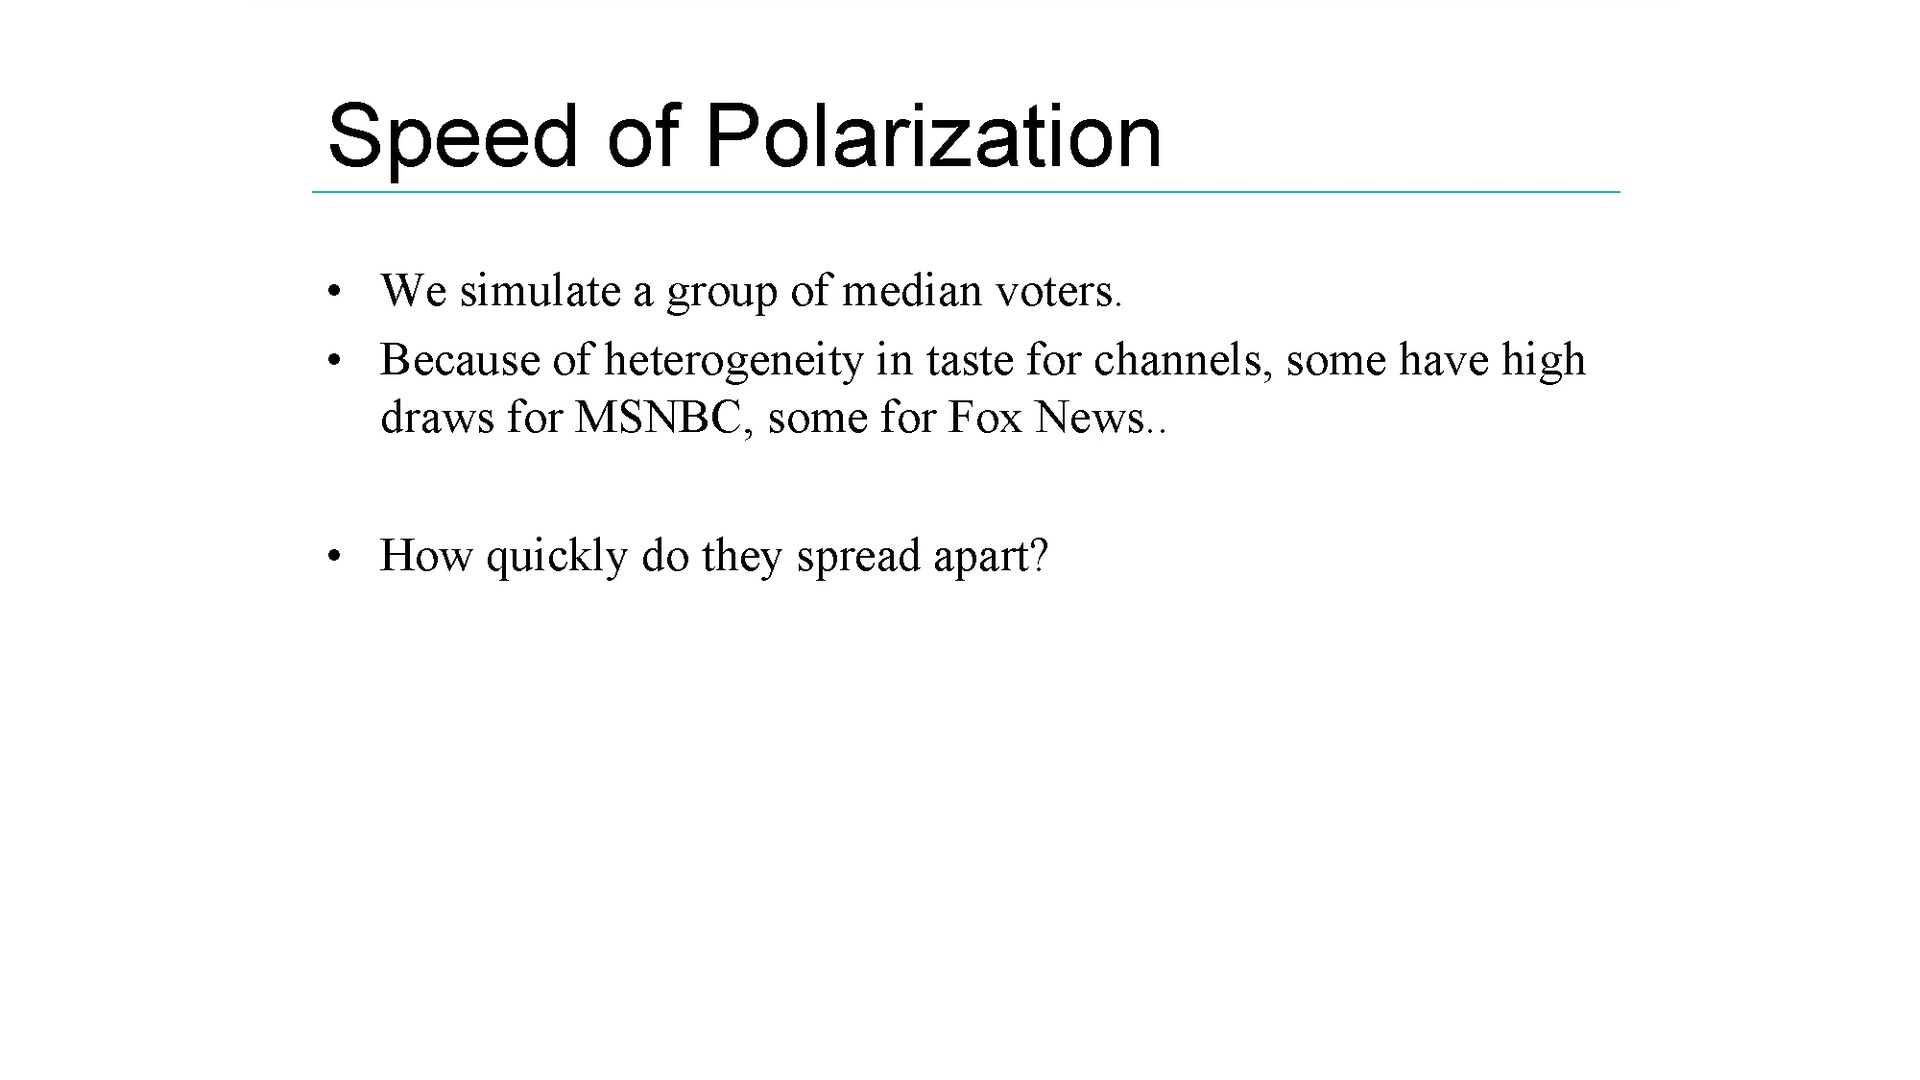 Speed of Polarization
• We simulate a group of median voters.
• Because of heterogeneity in taste for channels, some have high
draws for MSNBC, some for Fox News..
• How quickly do they spread apart?